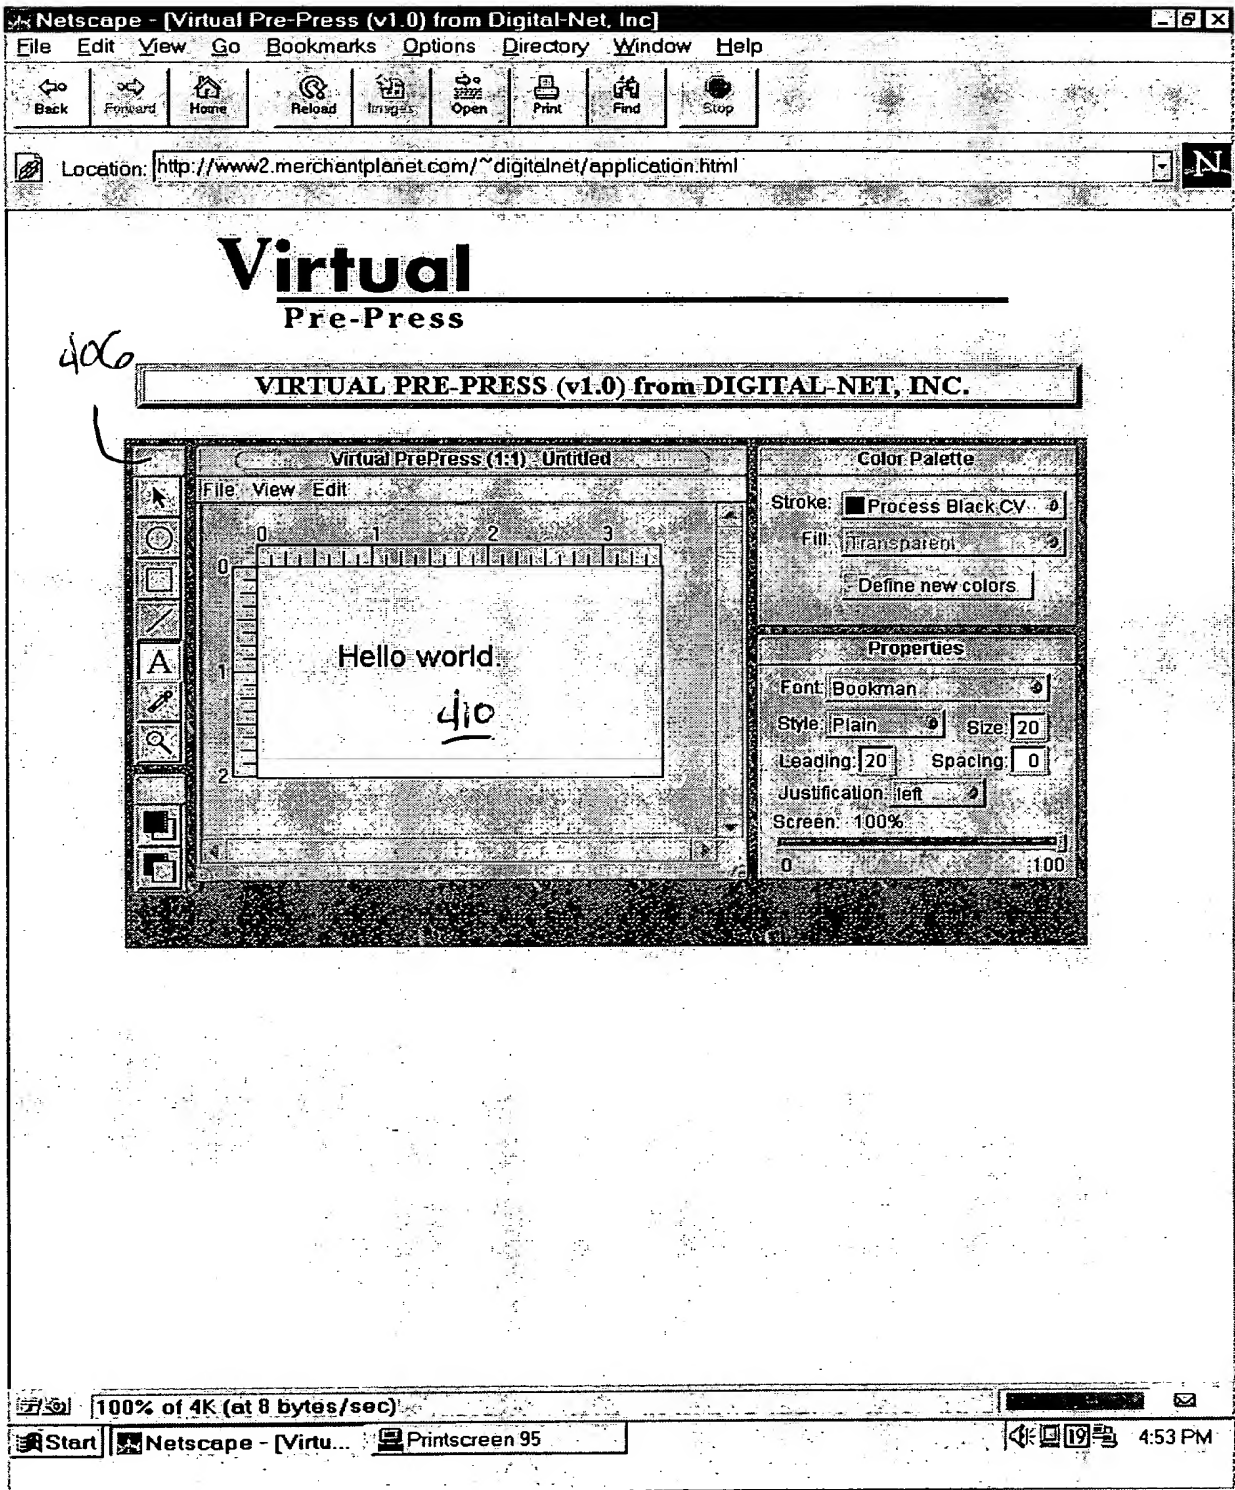 Netscape - [Virtual Pre-Press (v1.0) from Digital-Net, Inc]
File Edit View Go Bookmarks Options Directory Window Help
Back Forward Home Reload Images Open Print Find Stop
Location: http://www2.merchantplanet.com/~digitalnet/application.html
N
Virtual
Pre-Press
406
VIRTUAL PRE-PRESS (v1.0) from DIGITAL-NET, INC.
Virtual PrePress (1:1) : Untitled
File View Edit
0 1 2 3
0
1
2
A
Hello world.
410
Color Palette
Stroke: Process Black CV
Fill: Transparent
Define new colors
Properties
Font: Bookman
Style: Plain Size: 20
Leading: 20 Spacing: 0
Justification: left
Screen: 100%
0 100
100% of 4K (at 8 bytes/sec)
Start Netscape - [Virtu... Printscreen 95 19 4:53 PM